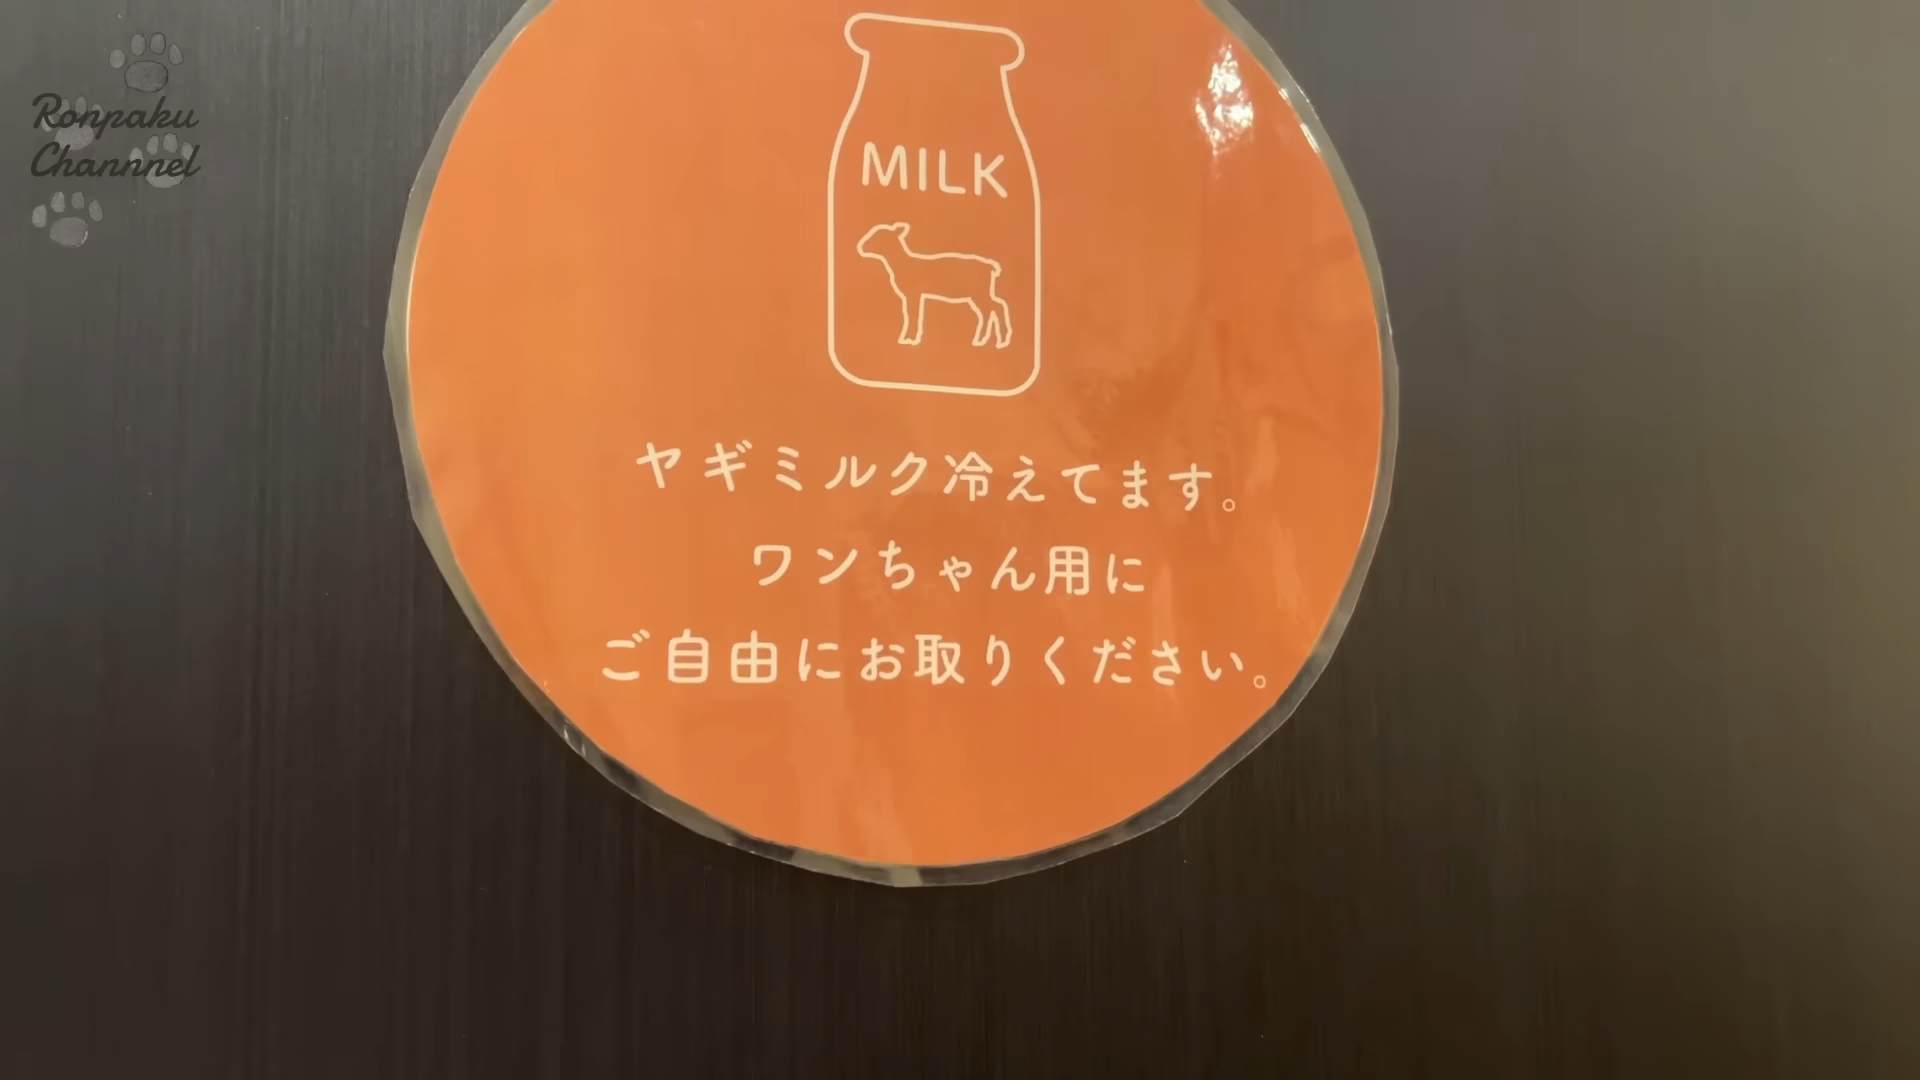 Ronpaku
Channnel
MILK
ヤギミルク冷えてます。
ワンちゃん用に
ご自由にお取りください。